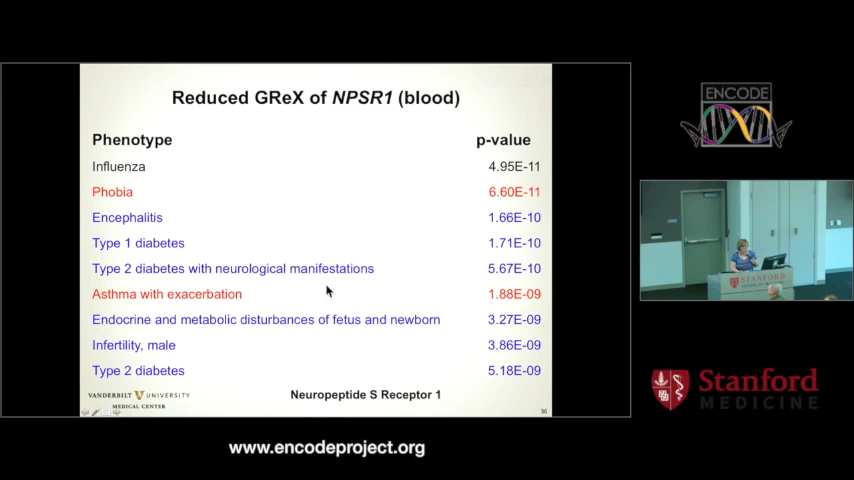 Reduced GReX of NPSR1 (blood)
Phenotype p-value
Influenza 4.95E-11
Phobia 6.60E-11
Encephalitis 1.66E-10
Type 1 diabetes 1.71E-10
Type 2 diabetes with neurological manifestations 5.67E-10
Asthma with exacerbation 1.88E-09
Endocrine and metabolic disturbances of fetus and newborn 3.27E-09
Infertility, male 3.86E-09
Type 2 diabetes 5.18E-09
VANDERBILT UNIVERSITY
MEDICAL CENTER
Neuropeptide S Receptor 1
36
ENCODE
STANFORD
Stanford
MEDICINE
www.encodeproject.org